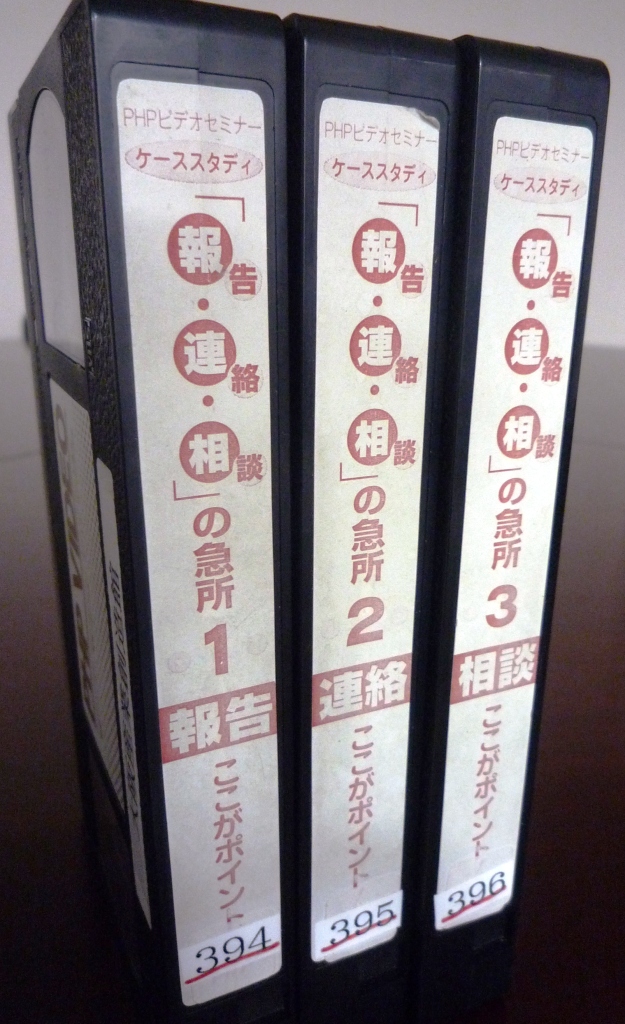 PHPビデオセミナー
ケーススタディ
「報告・連絡・相談」の急所 1
報告
ここがポイント
394
PHPビデオセミナー
ケーススタディ
「報告・連絡・相談」の急所 2
連絡
ここがポイント
395
PHPビデオセミナー
ケーススタディ
「報告・連絡・相談」の急所 3
相談
ここがポイント
396